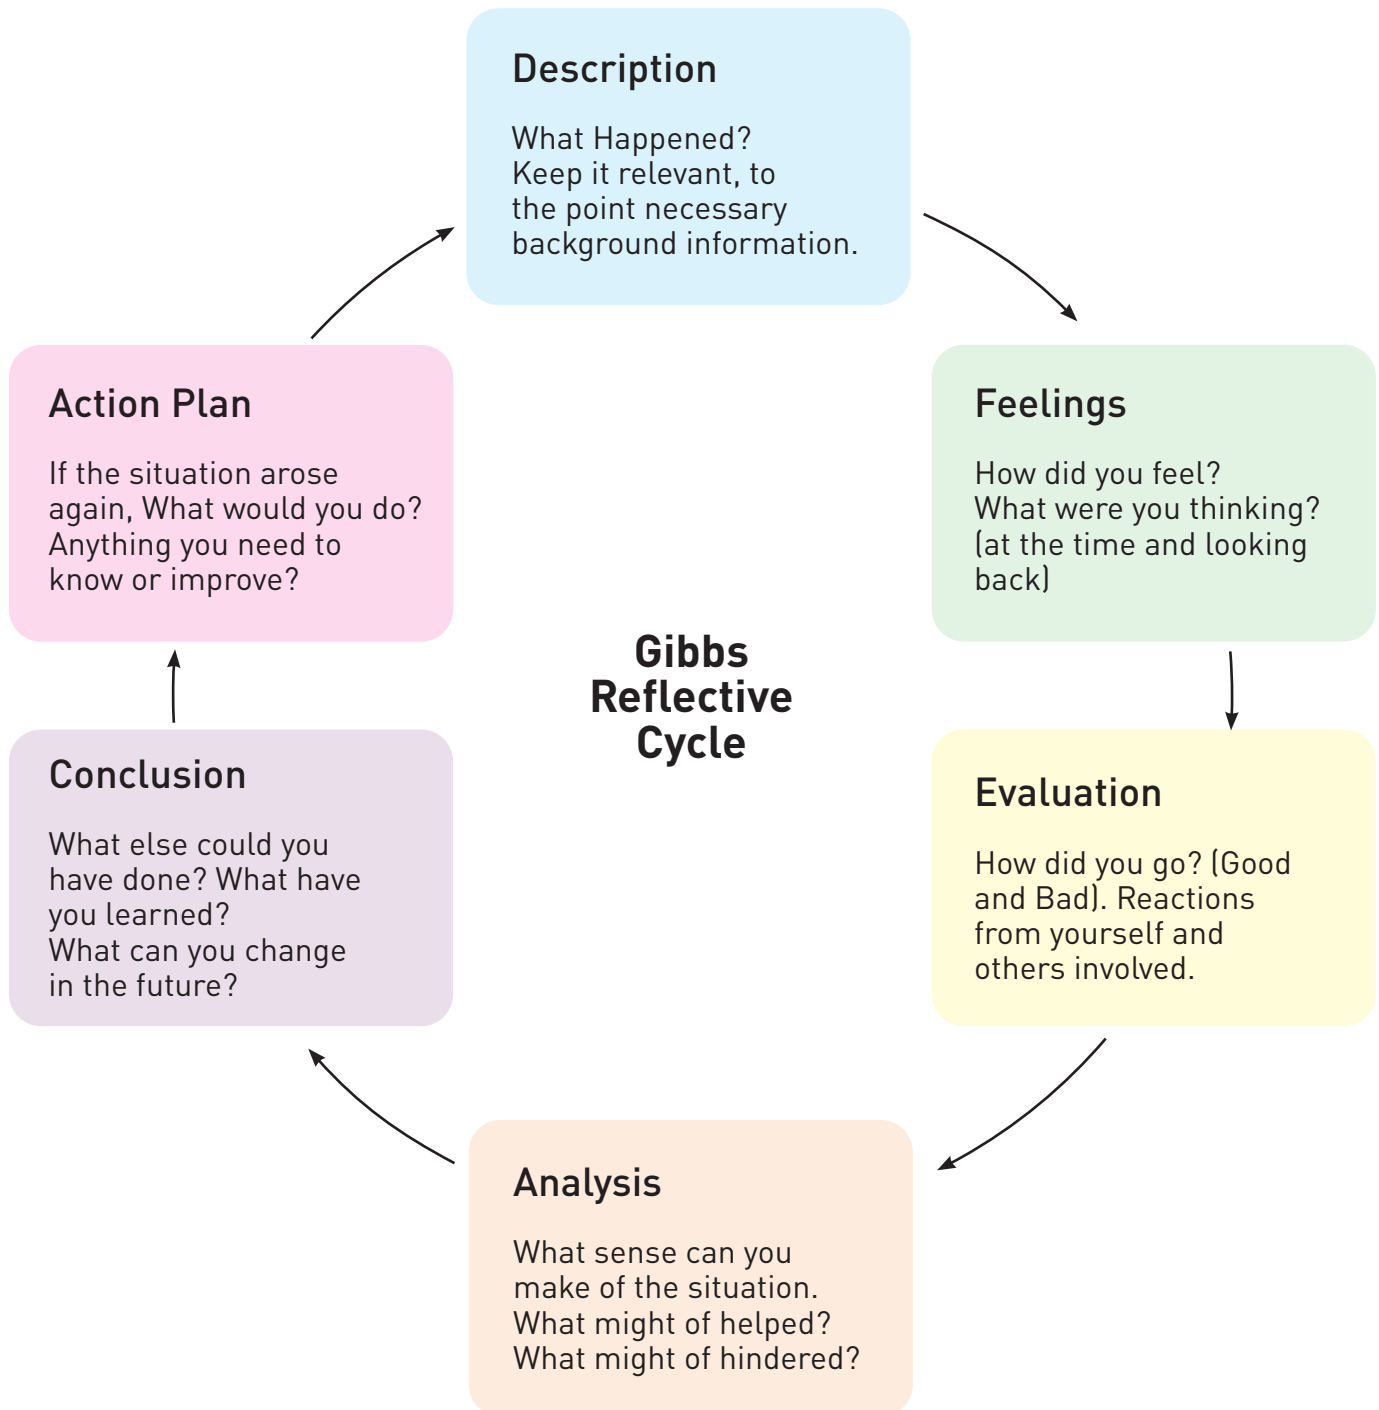 Description
What Happened?
Keep it relevant, to
the point necessary
background information.
Feelings
How did you feel?
What were you thinking?
(at the time and looking
back)
Evaluation
How did you go? (Good
and Bad). Reactions
from yourself and
others involved.
Analysis
What sense can you
make of the situation.
What might of helped?
What might of hindered?
Conclusion
What else could you
have done? What have
you learned?
What can you change
in the future?
Action Plan
If the situation arose
again, What would you do?
Anything you need to
know or improve?
Gibbs
Reflective
Cycle